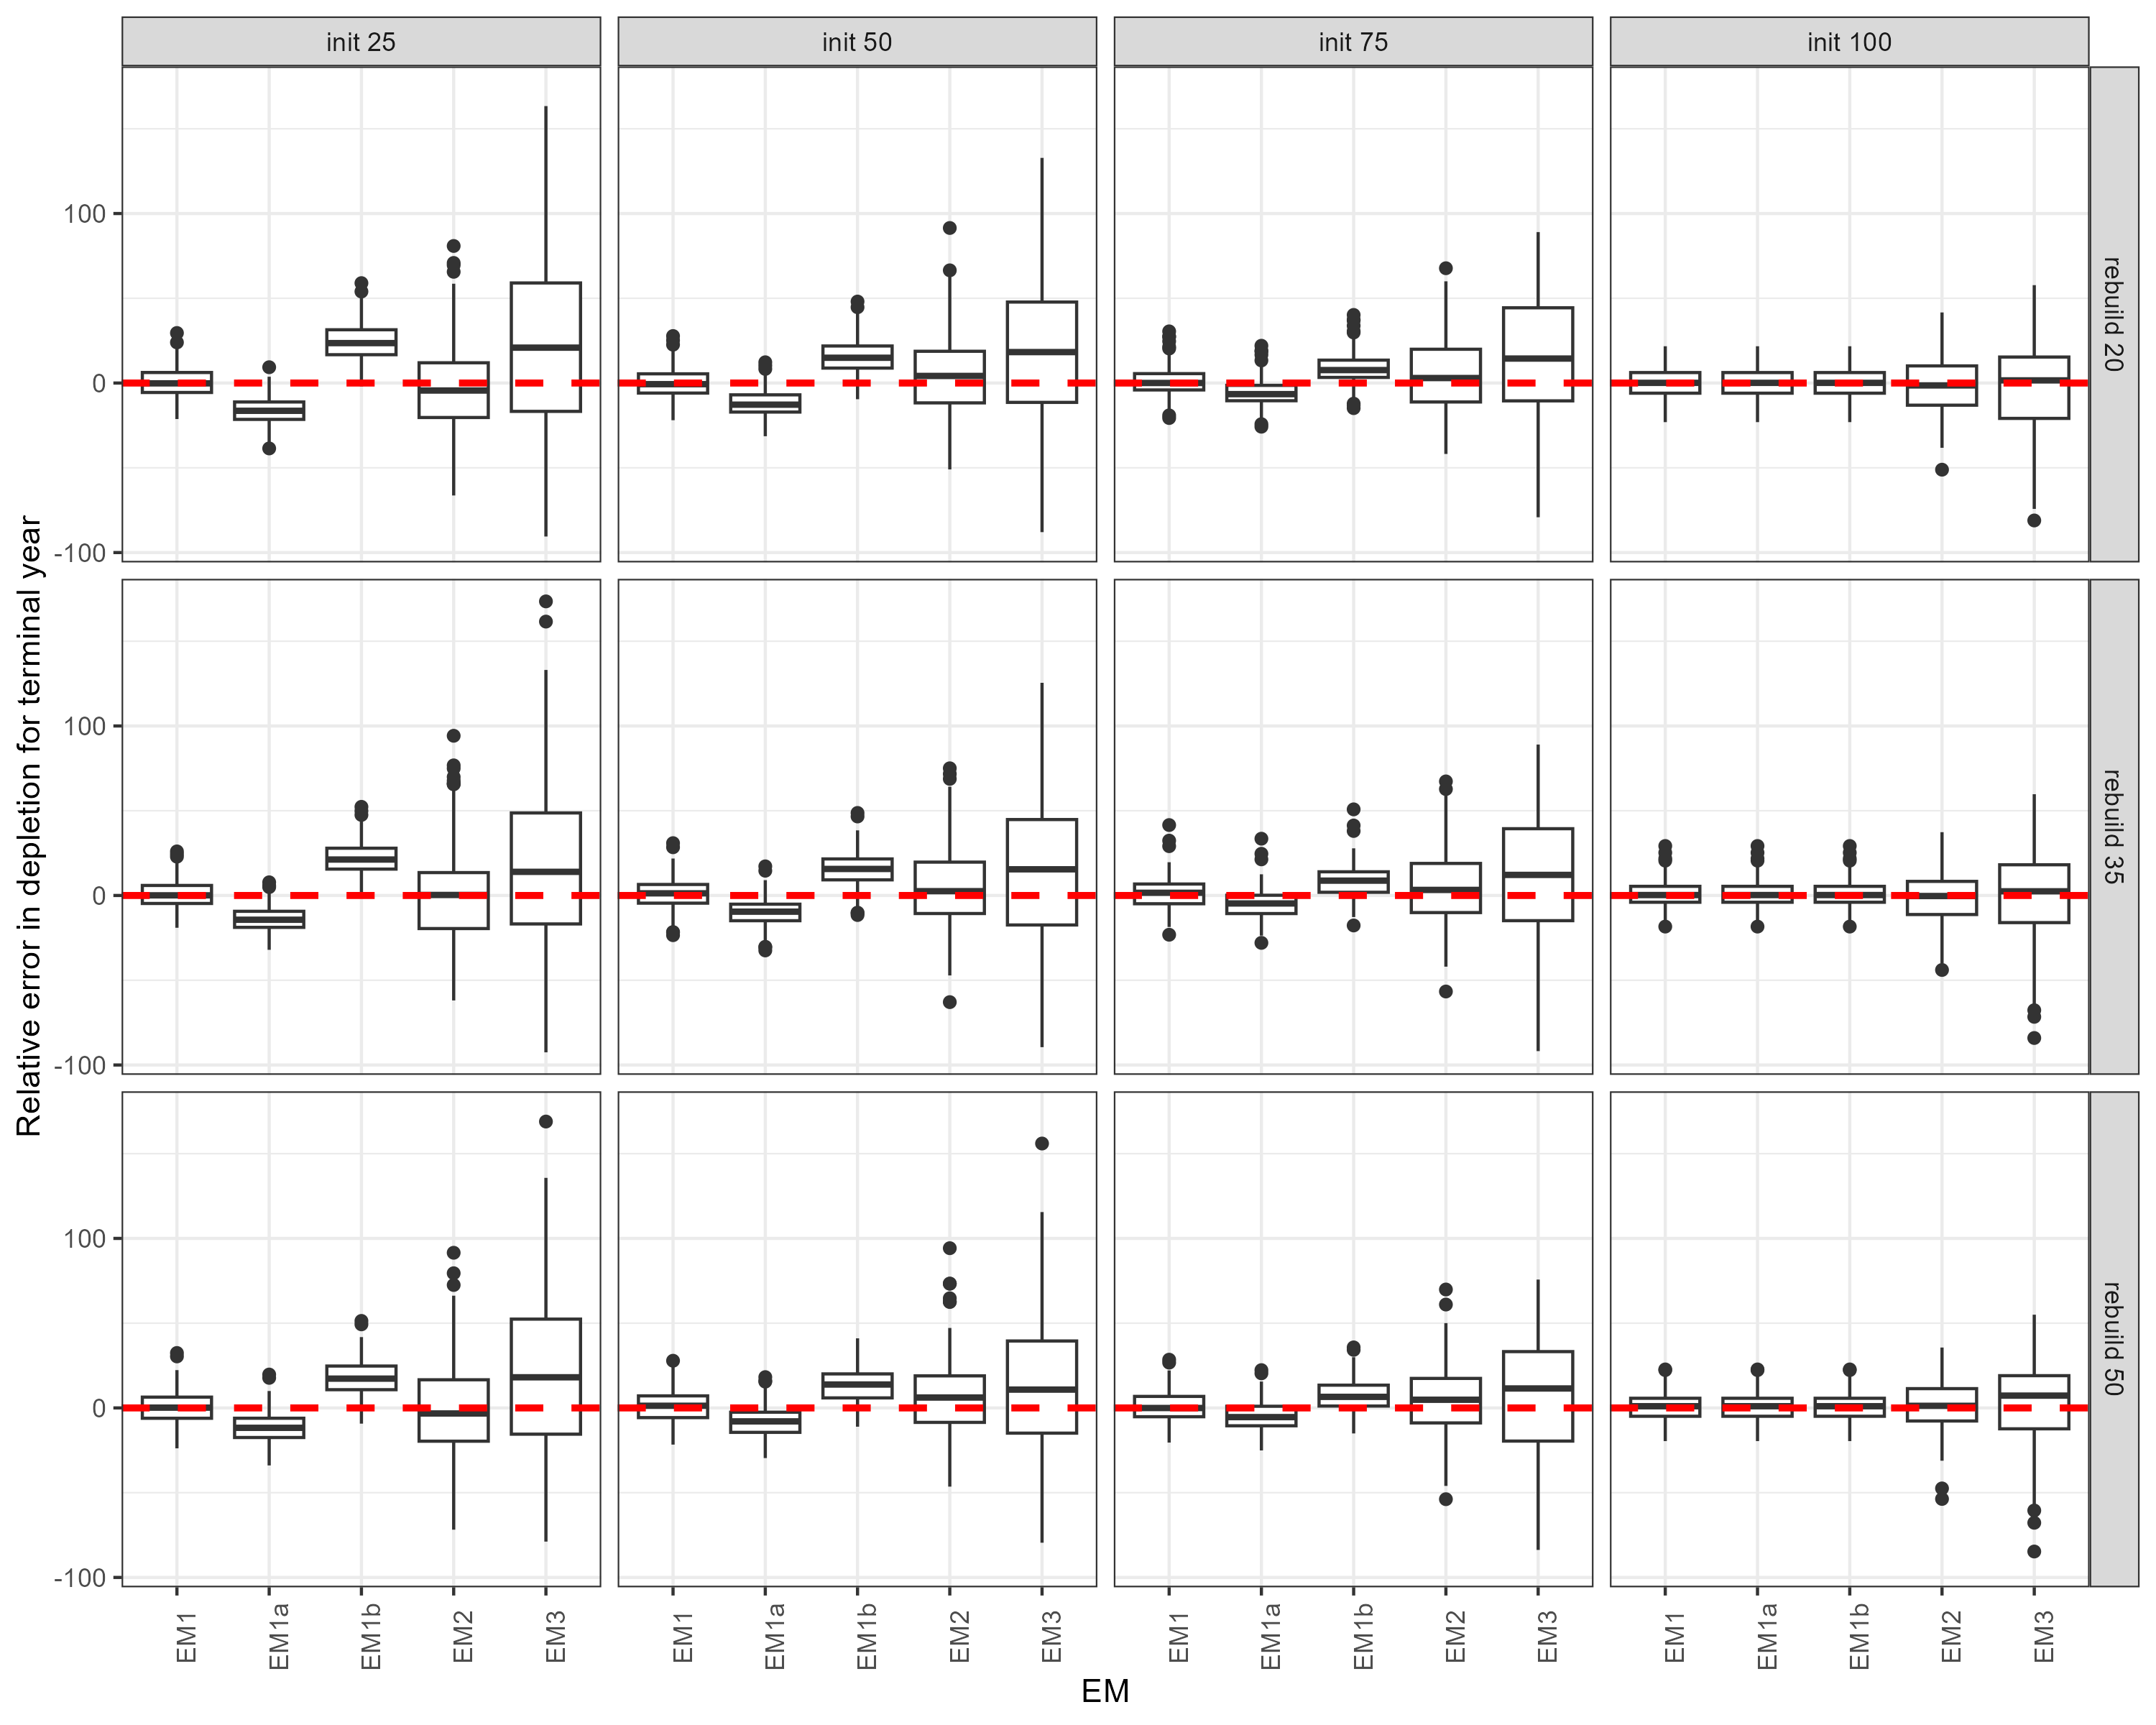 init 25
init 50
init 75
init 100
rebuild 20
rebuild 35
rebuild 50
Relative error in depletion for terminal year
100
0
-100
100
0
-100
100
0
-100
EM1
EM1a
EM1b
EM2
EM3
EM1
EM1a
EM1b
EM2
EM3
EM1
EM1a
EM1b
EM2
EM3
EM1
EM1a
EM1b
EM2
EM3
EM